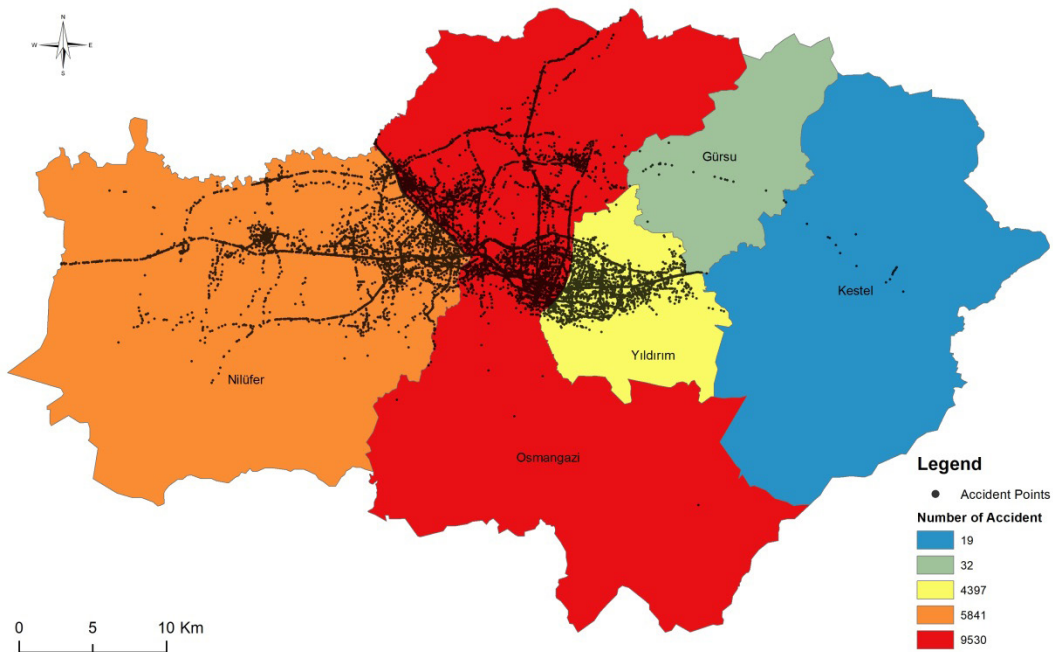 N
W E
S
Gürsu
Kestel
Yıldırım
Nilüfer
Osmangazi
Legend
Accident Points
Number of Accident
19
32
4397
5841
9530
0 5 10 Km